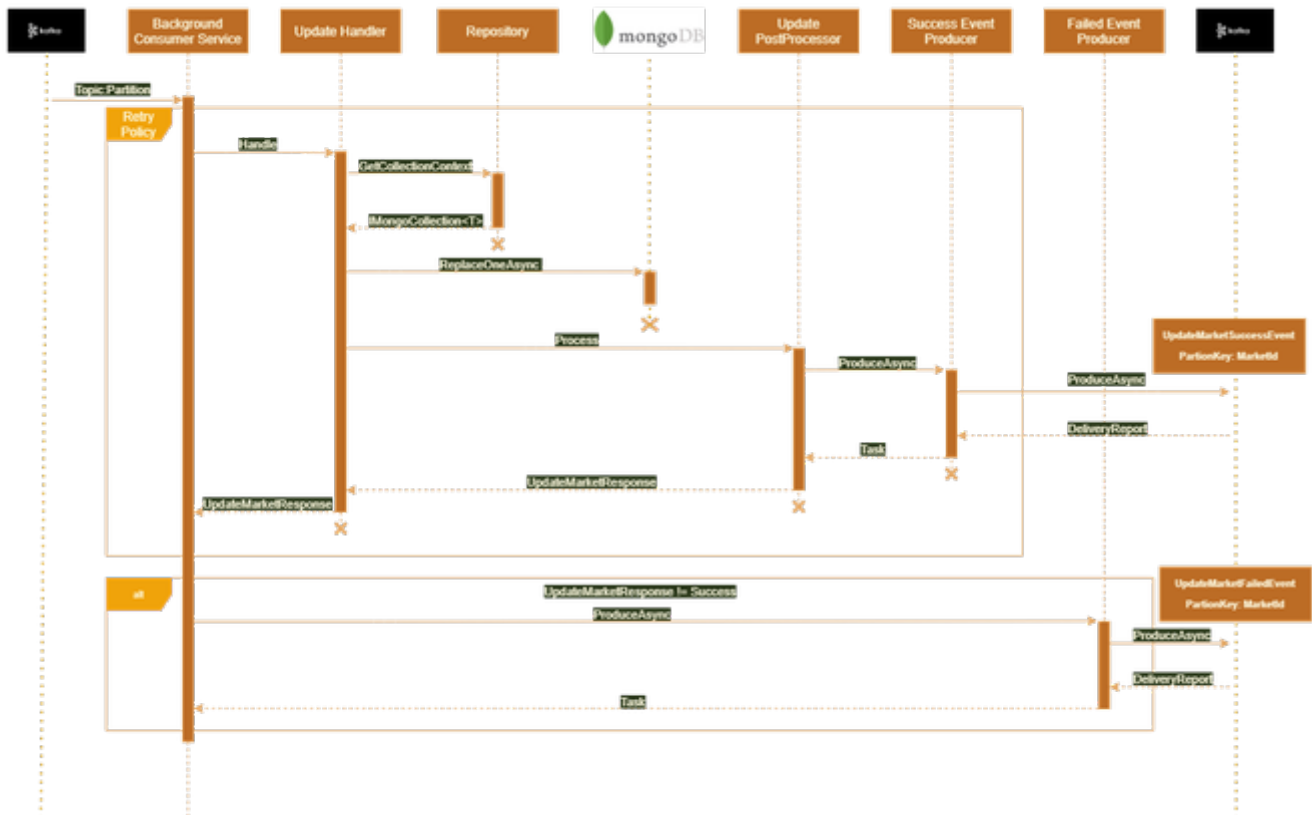 kafka
Background
Consumer Service
Update Handler
Repository
mongoDB
Update
PostProcessor
Success Event
Producer
Failed Event
Producer
kafka
Topic:Partition
Retry
Policy
Handle
GetCollectionContext
IMongoCollection<T>
ReplaceOneAsync
Process
UpdateMarketSuccessEvent
PartionKey: MarketId
ProduceAsync
ProduceAsync
DeliveryReport
Task
UpdateMarketResponse
UpdateMarketResponse
alt
UpdateMarketResponse != Success
UpdateMarketFailedEvent
PartionKey: MarketId
ProduceAsync
ProduceAsync
DeliveryReport
Task